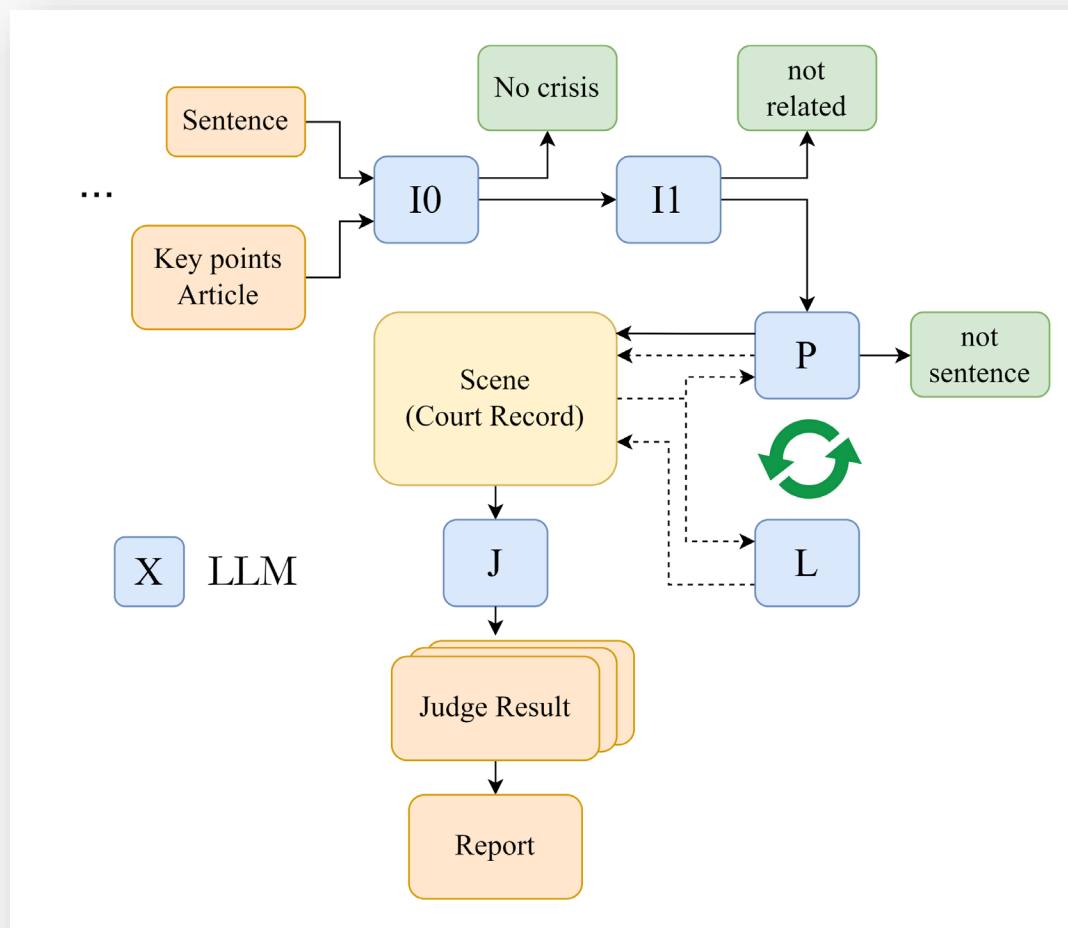 No crisis
not
related
Sentence
...
I0
I1
Key points
Article
Scene
(Court Record)
P
not
sentence
X
LLM
J
L
Judge Result
Report